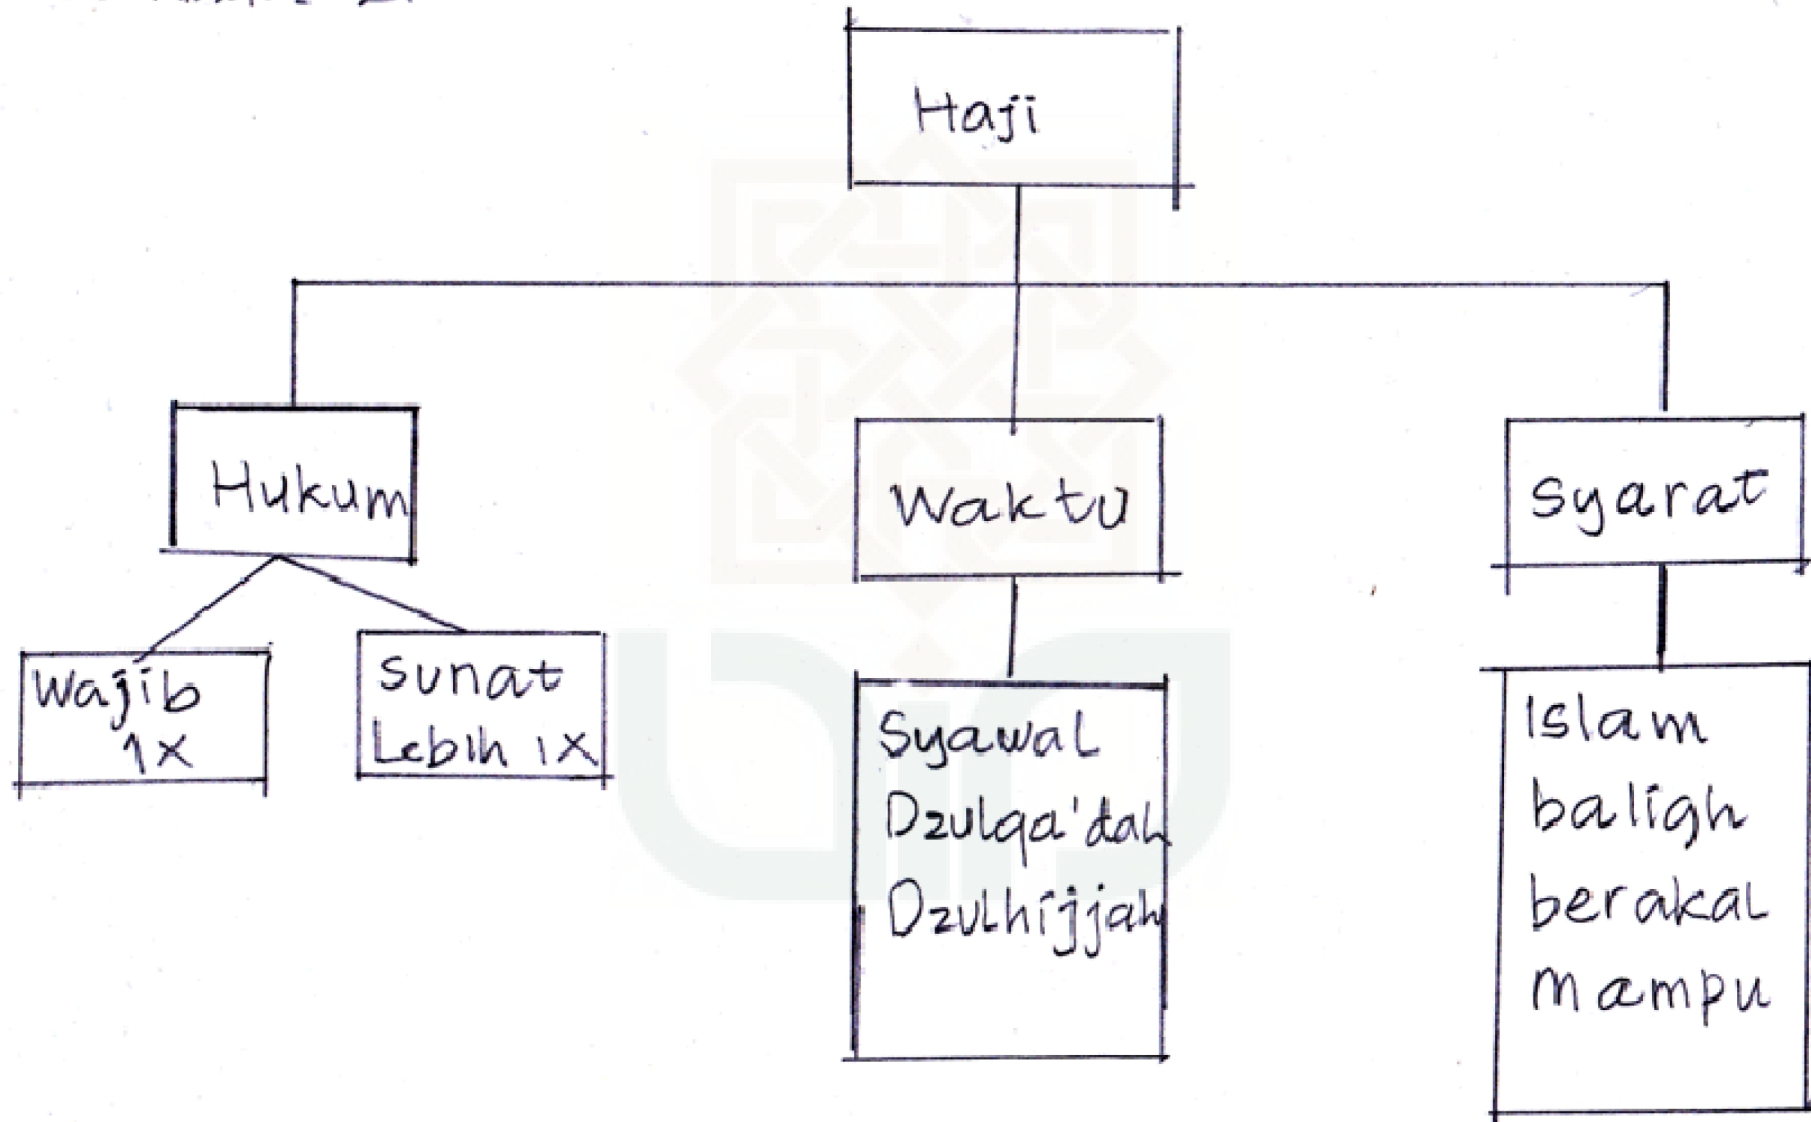 Haji
Hukum
Waktu
Syarat
Wajib
1x
Sunat
Lebih 1x
Syawal
Dzulqa'dah
Dzulhijjah
Islam
baligh
berakal
mampu